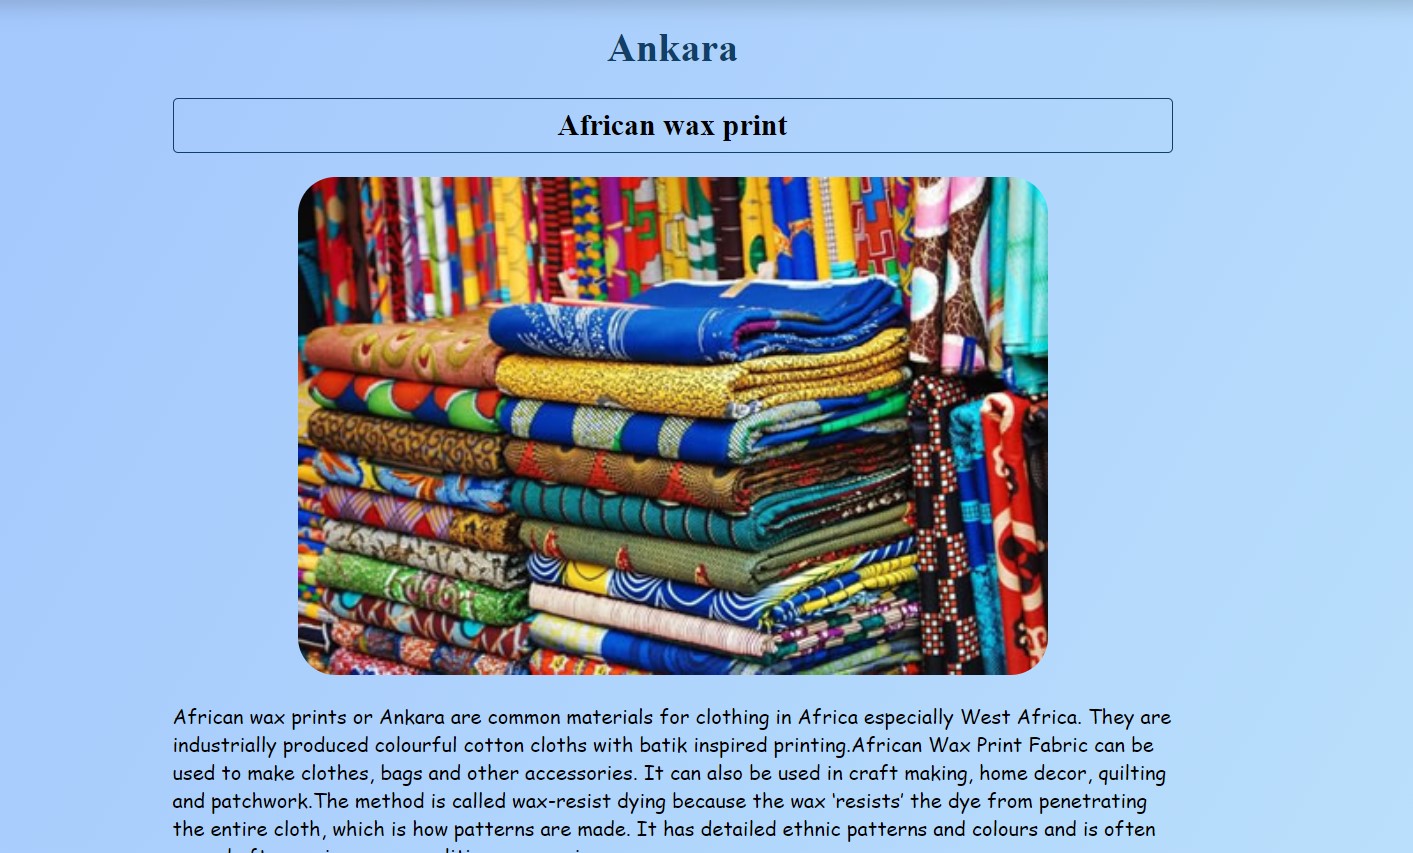 Ankara
African wax print
African wax prints or Ankara are common materials for clothing in Africa especially West Africa. They are
industrially produced colourful cotton cloths with batik inspired printing.African Wax Print Fabric can be
used to make clothes, bags and other accessories. It can also be used in craft making, home decor, quilting
and patchwork.The method is called wax-resist dying because the wax ‘resists’ the dye from penetrating
the entire cloth, which is how patterns are made. It has detailed ethnic patterns and colours and is often